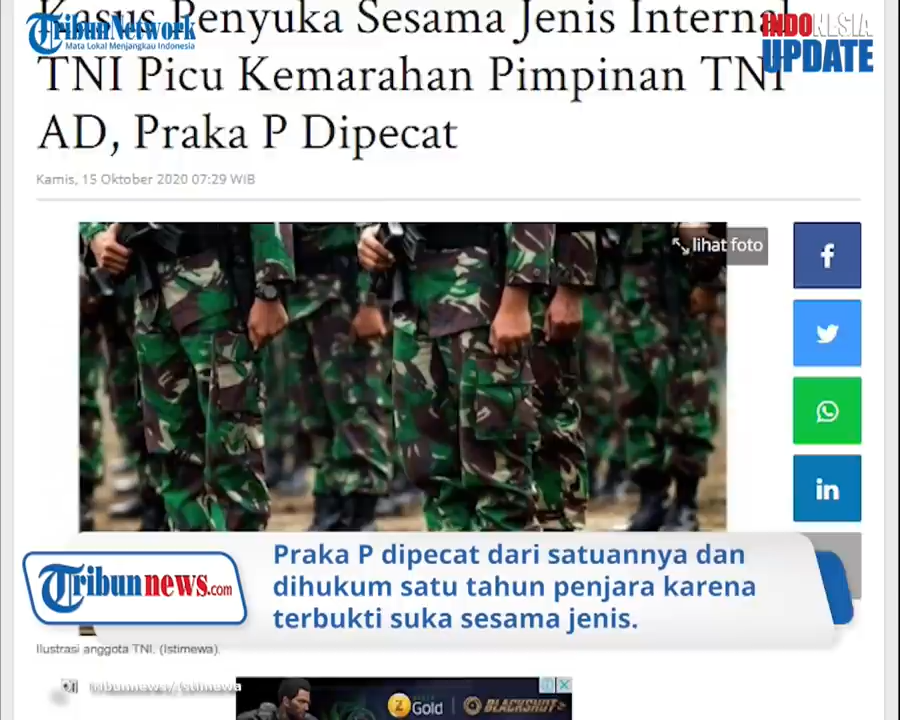 Kasus Penyuka Sesama Jenis Internal
TribunNetwork
Mata Lokal Menjangkau Indonesia
INDONESIA
UPDATE
TNI Picu Kemarahan Pimpinan TNI
AD, Praka P Dipecat
Kamis, 15 Oktober 2020 07:29 WIB
lihat foto
Tribunnews.com
Praka P dipecat dari satuannya dan
dihukum satu tahun penjara karena
terbukti suka sesama jenis.
Ilustrasi anggota TNI. (Istimewa).
Tribunnews/Istimewa
Gold
BLACKSHOT